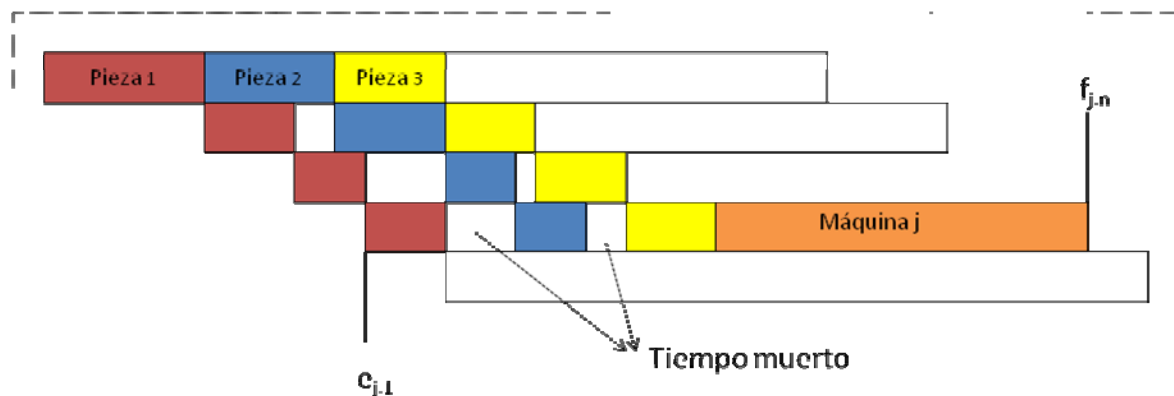 Pieza 1 Pieza 2 Pieza 3
f j.n
Máquina j
Tiempo muerto
e j.1